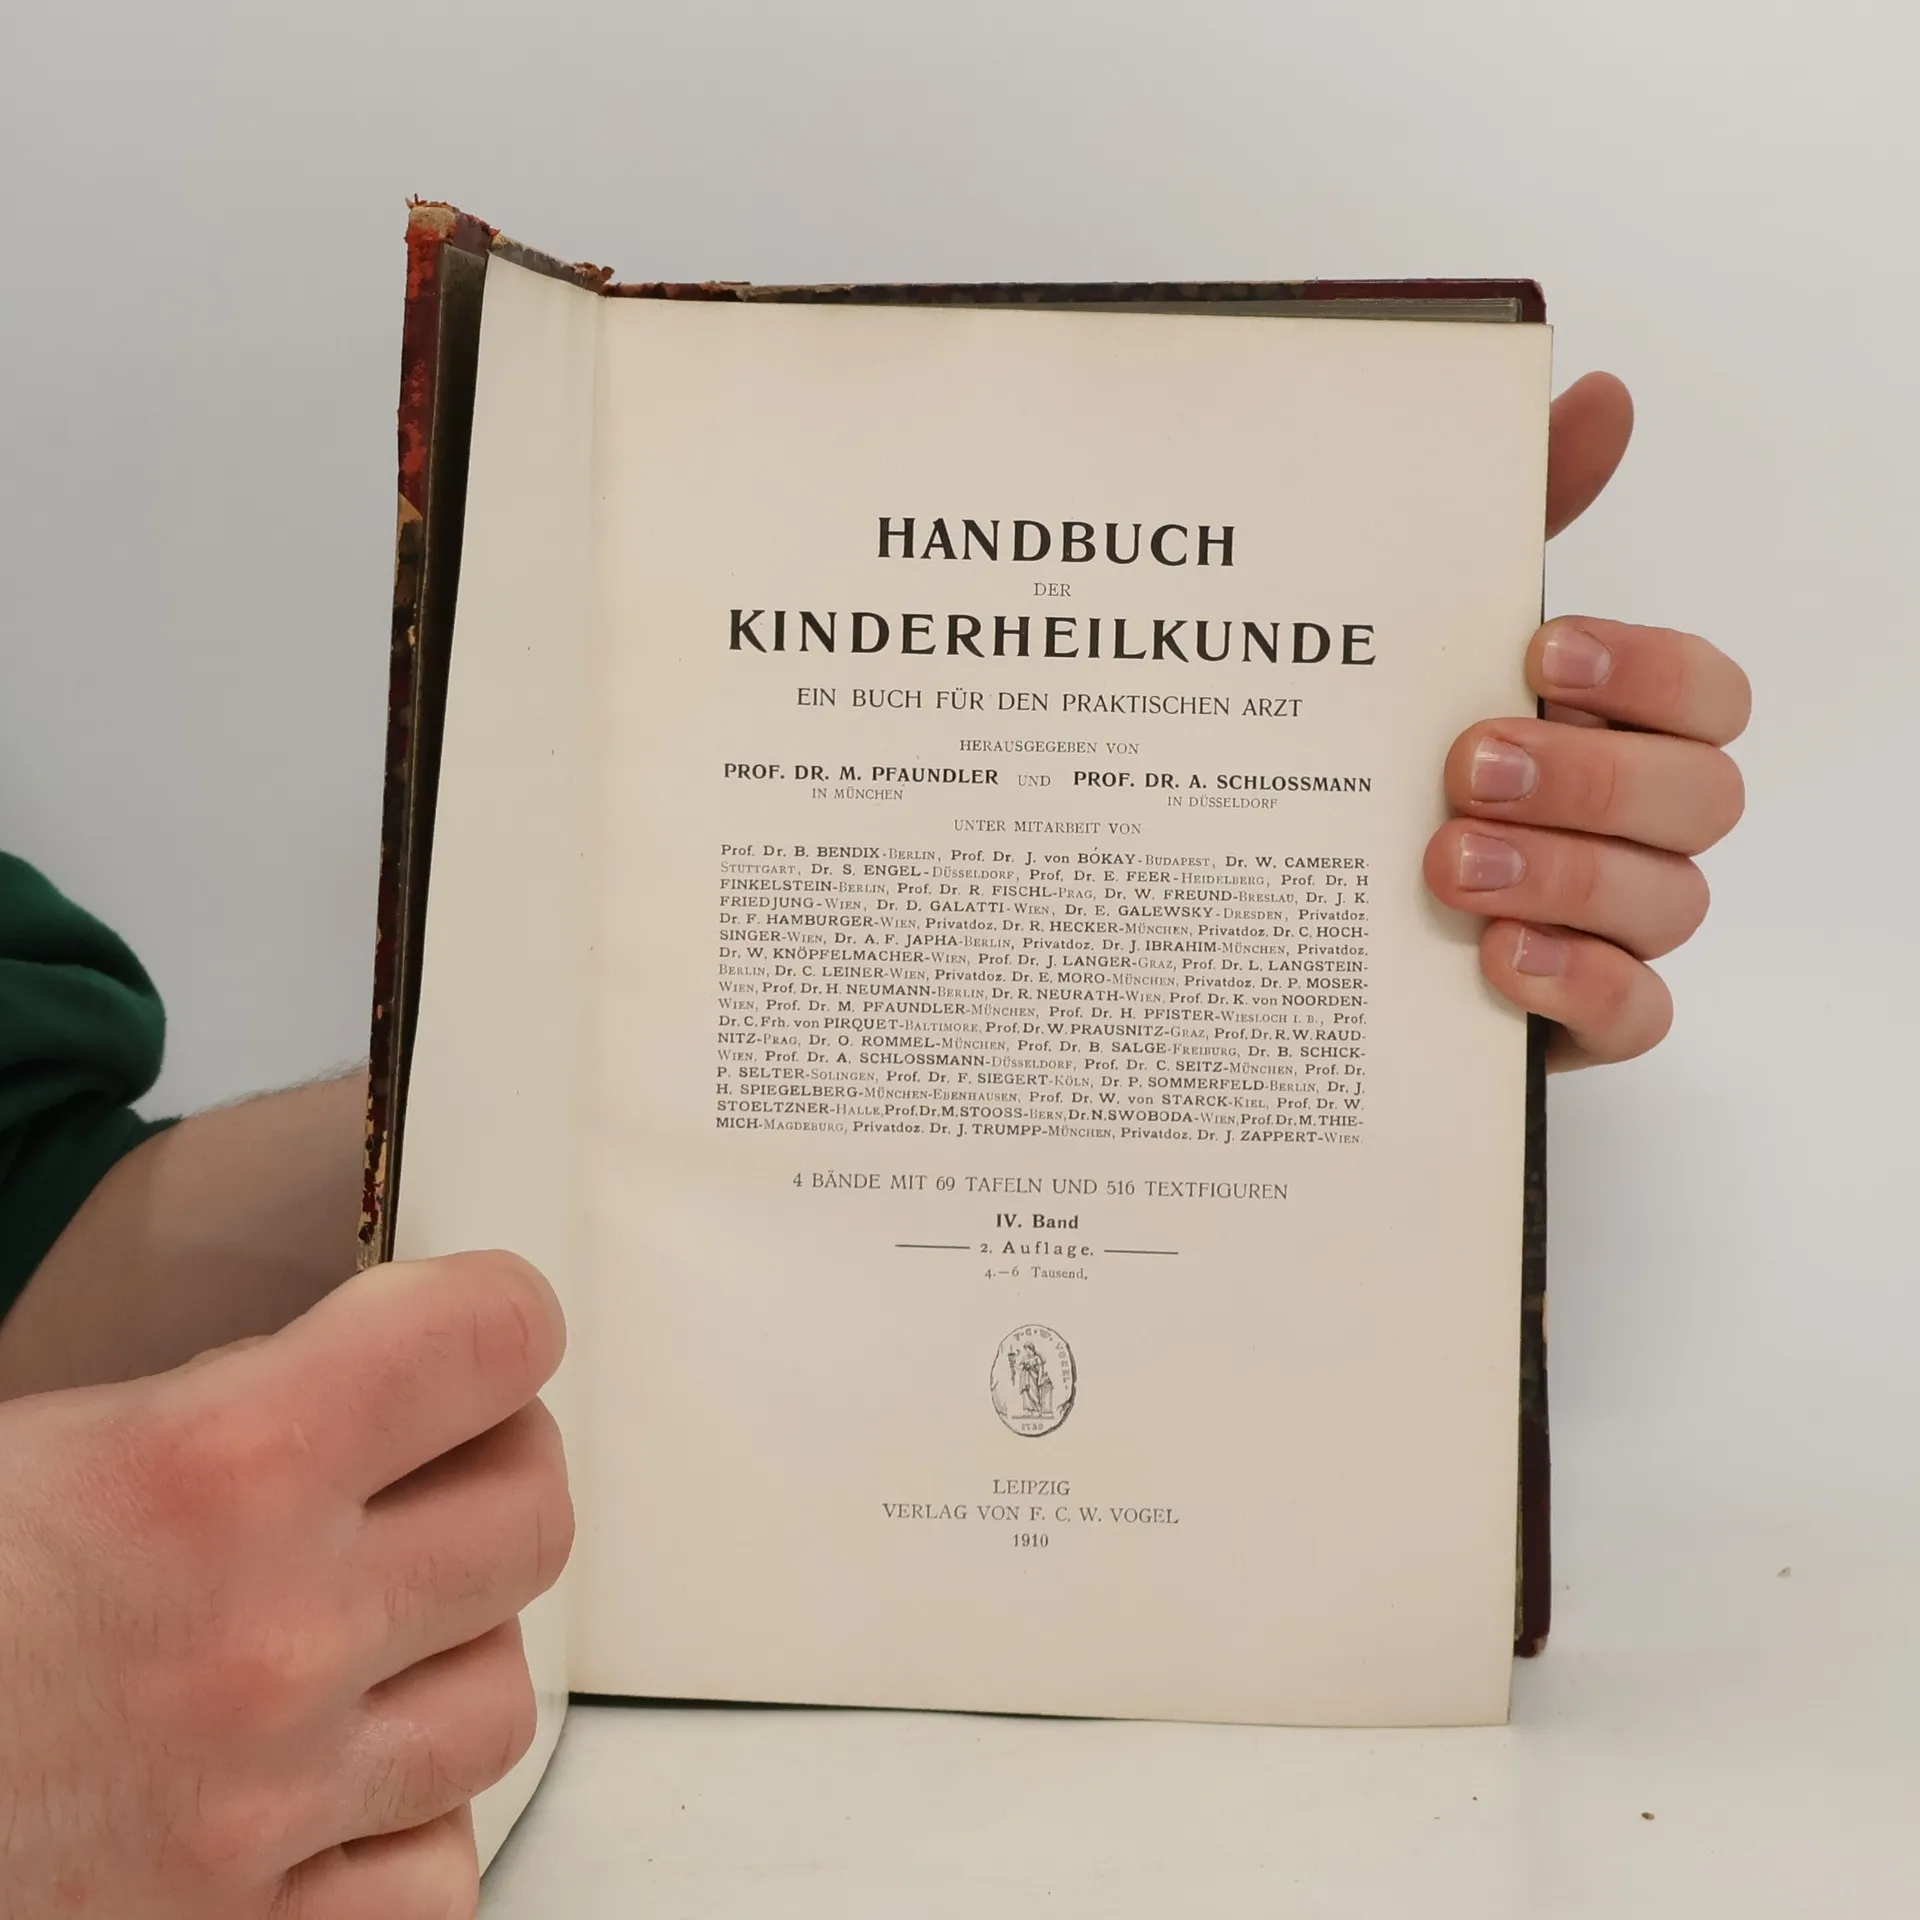 HANDBUCH
DER
KINDERHEILKUNDE
EIN BUCH FÜR DEN PRAKTISCHEN ARZT
HERAUSGEGEBEN VON
PROF. DR. M. PFAUNDLER UND PROF. DR. A. SCHLOSSMANN
IN MÜNCHEN IN DÜSSELDORF
UNTER MITARBEIT VON
Prof. Dr. B. BENDIX-BERLIN, Prof. Dr. J. von BÓKAY-BUDAPEST, Dr. W. CAMERER-
STUTTGART, Dr. S. ENGEL-DÜSSELDORF, Prof. Dr. E. FEER-HEIDELBERG, Prof. Dr. H
FINKELSTEIN-BERLIN, Prof. Dr. R. FISCHL-PRAG, Dr. W. FREUND-BRESLAU, Dr. J. K.
FRIEDJUNG-WIEN, Dr. D. GALATTI-WIEN, Dr. E. GALEWSKY-DRESDEN, Privatdoz.
Dr. F. HAMBURGER-WIEN, Privatdoz. Dr. R. HECKER-MÜNCHEN, Privatdoz. Dr. C. HOCH-
SINGER-WIEN, Dr. A. F. JAPHA-BERLIN, Privatdoz. Dr. J. IBRAHIM-MÜNCHEN, Privatdoz.
Dr. W. KNÖPFELMACHER-WIEN, Prof. Dr. J. LANGER-GRAZ, Prof. Dr. L. LANGSTEIN-
BERLIN, Dr. C. LEINER-WIEN, Privatdoz. Dr. E. MORO-MÜNCHEN, Privatdoz. Dr. P. MOSER-
WIEN, Prof. Dr. H. NEUMANN-BERLIN, Dr. R. NEURATH-WIEN, Prof. Dr. K. von NOORDEN-
WIEN, Prof. Dr. M. PFAUNDLER-MÜNCHEN, Prof. Dr. H. PFISTER-WIESLOCH I. B., Prof.
Dr. C. Frh. von PIRQUET-BALTIMORE, Prof. Dr. W. PRAUSNITZ-GRAZ, Prof. Dr. R. W. RAUD-
NITZ-PRAG, Dr. O. ROMMEL-MÜNCHEN, Prof. Dr. B. SALGE-FREIBURG, Dr. B. SCHICK-
WIEN, Prof. Dr. A. SCHLOSSMANN-DÜSSELDORF, Prof. Dr. C. SEITZ-MÜNCHEN, Prof. Dr.
P. SELTER-SOLINGEN, Prof. Dr. F. SIEGERT-KÖLN, Dr. P. SOMMERFELD-BERLIN, Dr. J.
H. SPIEGELBERG-MÜNCHEN-EBENHAUSEN, Prof. Dr. W. von STARCK-KIEL, Prof. Dr. W.
STOELTZNER-HALLE, Prof. Dr. M. STOOSS-BERN, Dr. N. SWOBODA-WIEN, Prof. Dr. M. THIE-
MICH-MAGDEBURG, Privatdoz. Dr. J. TRUMPP-MÜNCHEN, Privatdoz. Dr. J. ZAPPERT-WIEN.
4 BÄNDE MIT 69 TAFELN UND 516 TEXTFIGUREN
IV. Band
2. Auflage.
4.—6 Tausend.
F·C·W·VOGEL·
1730
LEIPZIG
VERLAG VON F. C. W. VOGEL
1910